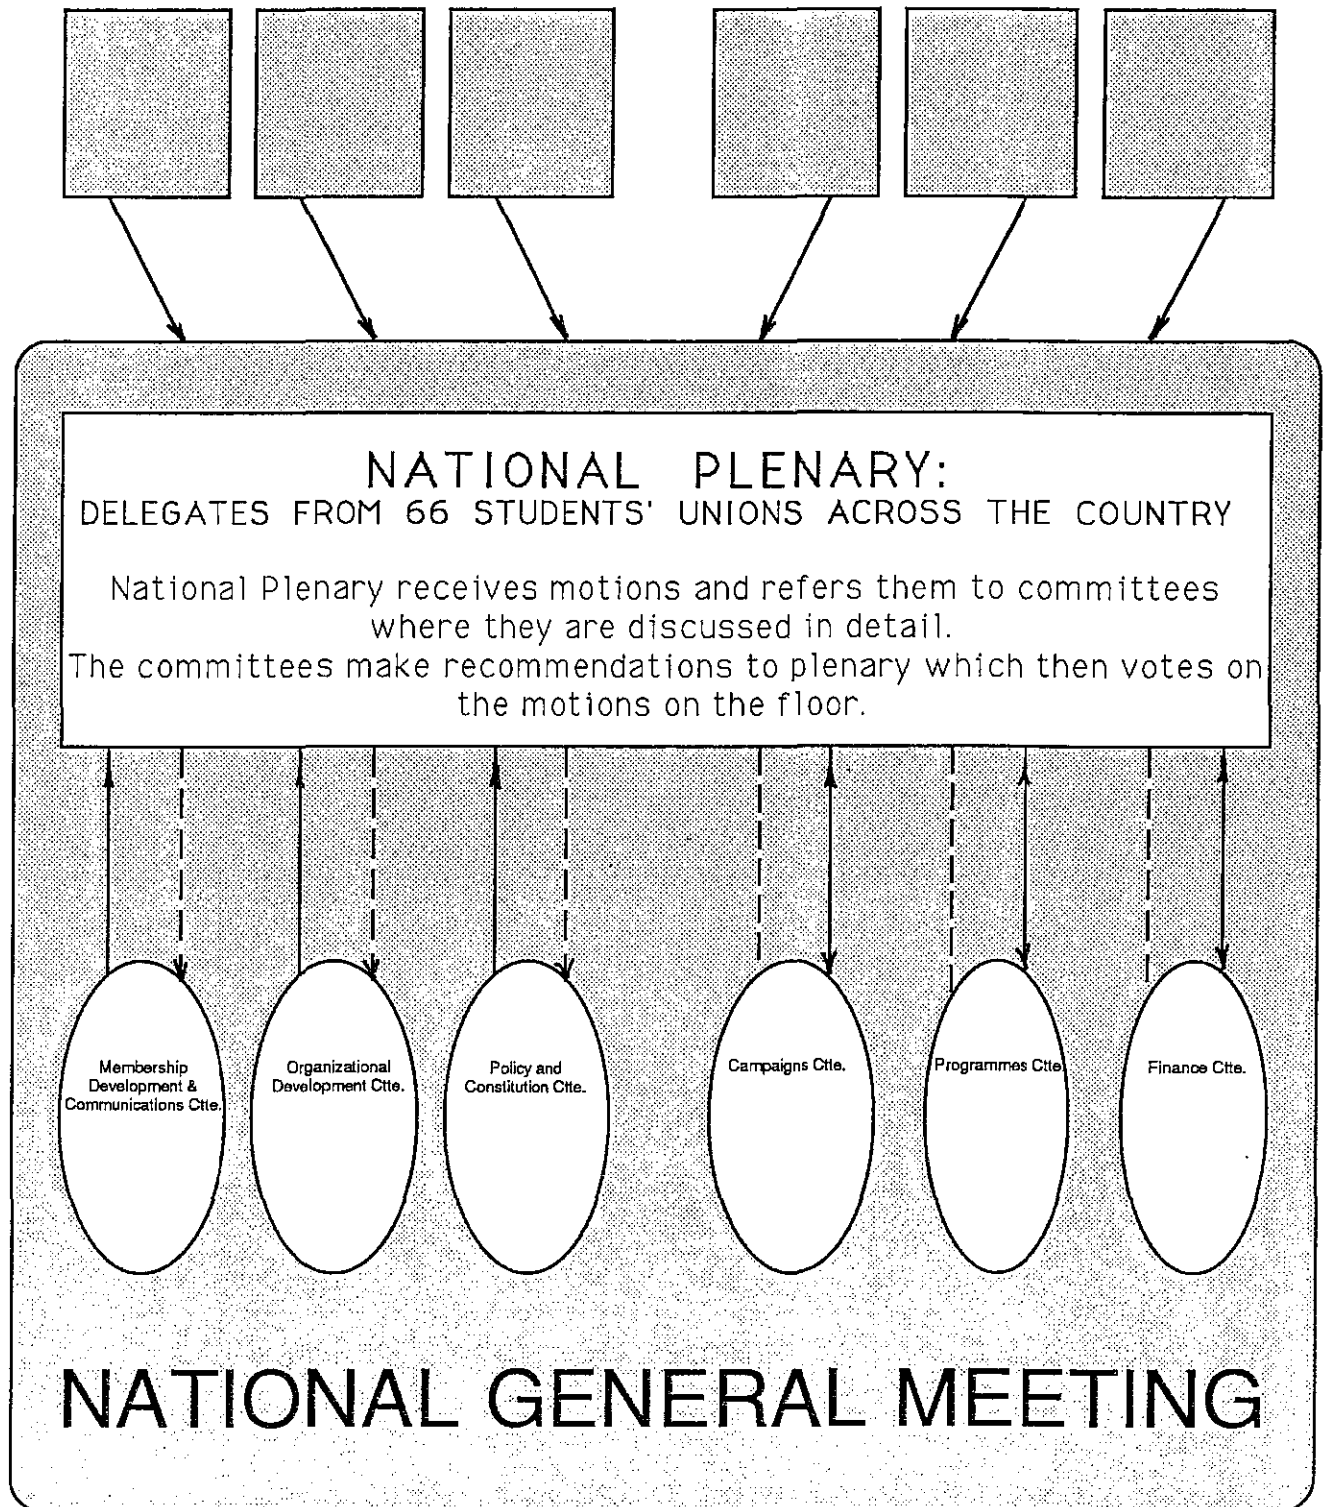 NATIONAL PLENARY:
DELEGATES FROM 66 STUDENTS' UNIONS ACROSS THE COUNTRY
National Plenary receives motions and refers them to committees
where they are discussed in detail.
The committees make recommendations to plenary which then votes on
the motions on the floor.
Membership
Development &
Communications Ctte.
Organizational
Development Ctte.
Policy and
Constitution Ctte.
Campaigns Ctte.
Programmes Ctte
Finance Ctte.
NATIONAL GENERAL MEETING